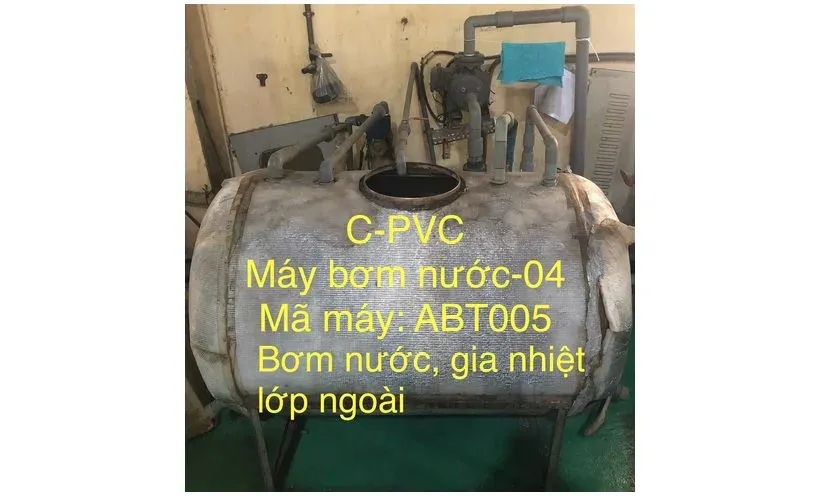 C-PVC
Máy bơm nước-04
Mã máy: ABT005
Bơm nước, gia nhiệt
lớp ngoài